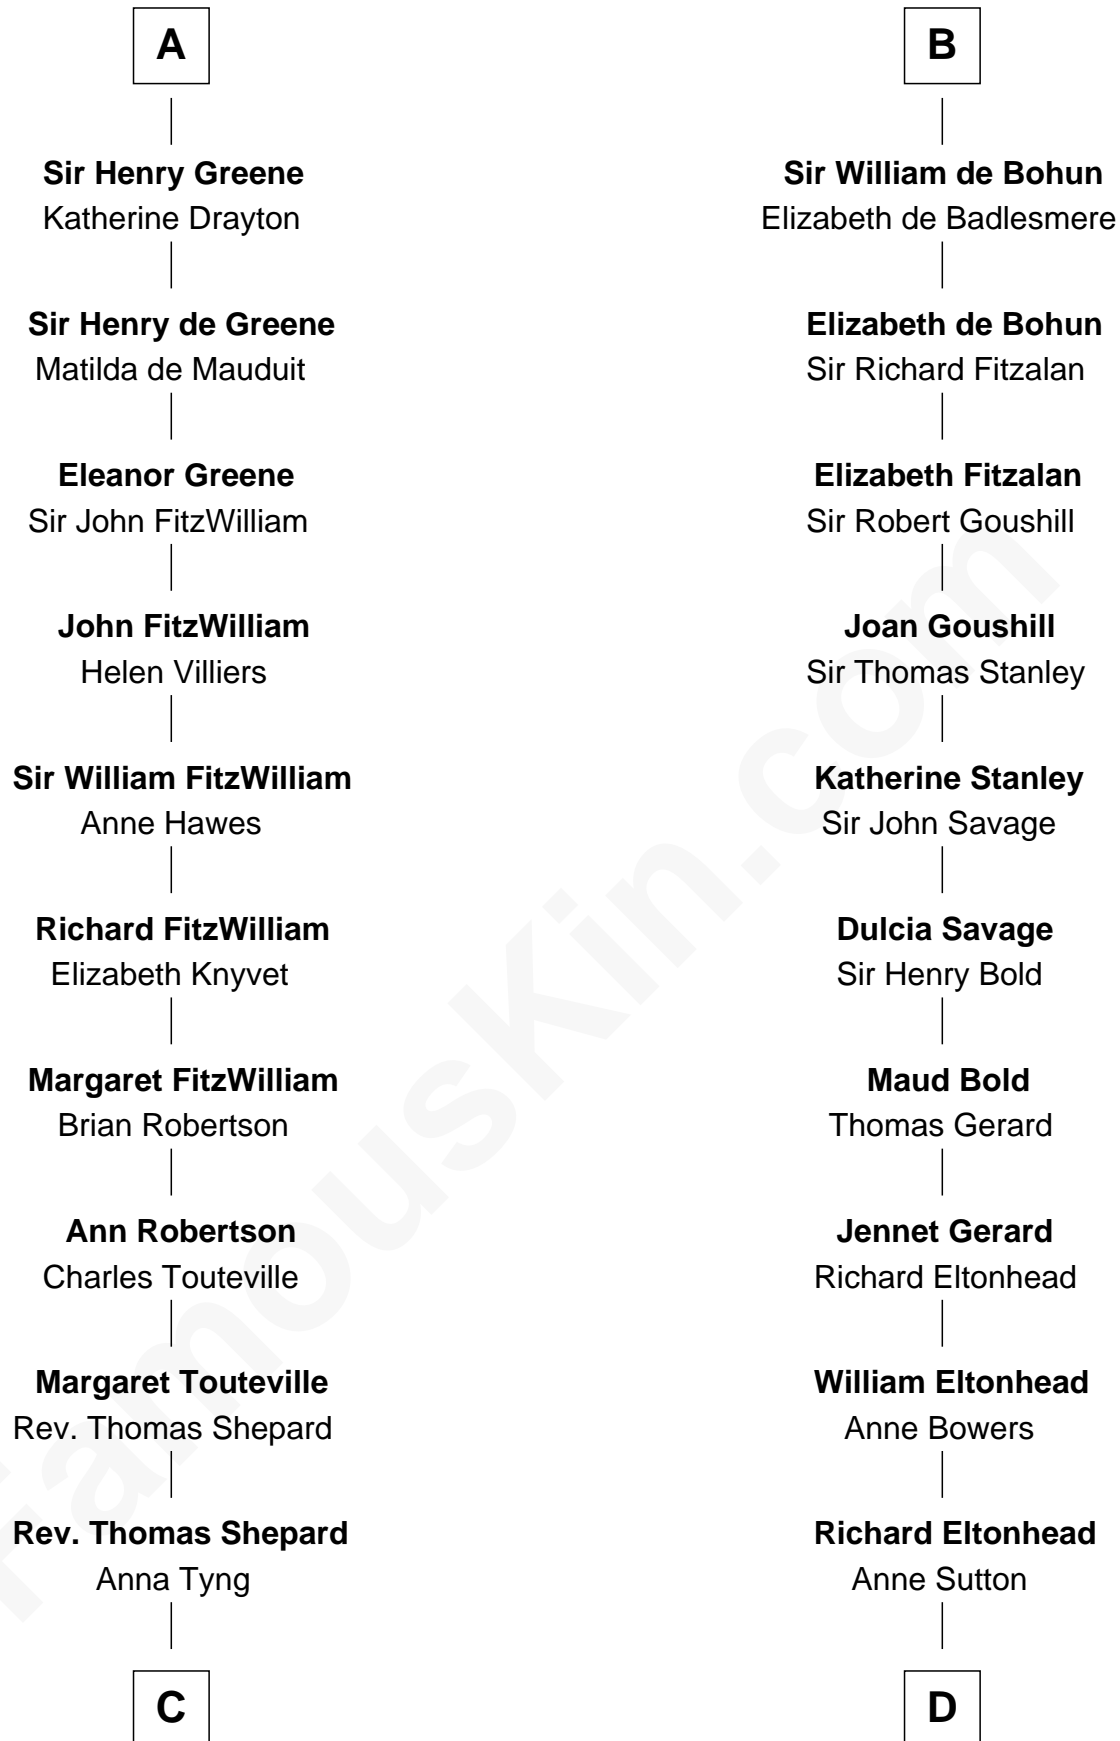 A
Sir Henry Greene
Katherine Drayton
Sir Henry de Greene
Matilda de Mauduit
Eleanor Greene
Sir John FitzWilliam
John FitzWilliam
Helen Villiers
Sir William FitzWilliam
Anne Hawes
Richard FitzWilliam
Elizabeth Knyvet
Margaret FitzWilliam
Brian Robertson
Ann Robertson
Charles Touteville
Margaret Touteville
Rev. Thomas Shepard
Rev. Thomas Shepard
Anna Tyng
C
B
Sir William de Bohun
Elizabeth de Badlesmere
Elizabeth de Bohun
Sir Richard Fitzalan
Elizabeth Fitzalan
Sir Robert Goushill
Joan Goushill
Sir Thomas Stanley
Katherine Stanley
Sir John Savage
Dulcia Savage
Sir Henry Bold
Maud Bold
Thomas Gerard
Jennet Gerard
Richard Eltonhead
William Eltonhead
Anne Bowers
Richard Eltonhead
Anne Sutton
D
FamousKin.com